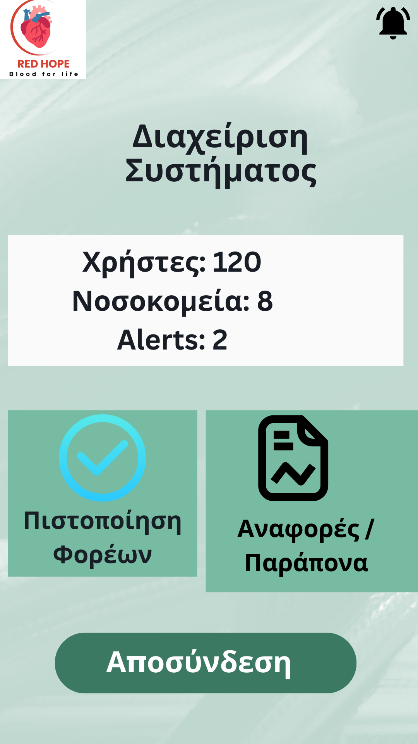 RED HOPE
Blood for life
Διαχείριση
Συστήματος
Χρήστες: 120
Νοσοκομεία: 8
Alerts: 2
Πιστοποίηση
Φορέων
Αναφορές /
Παράπονα
Αποσύνδεση